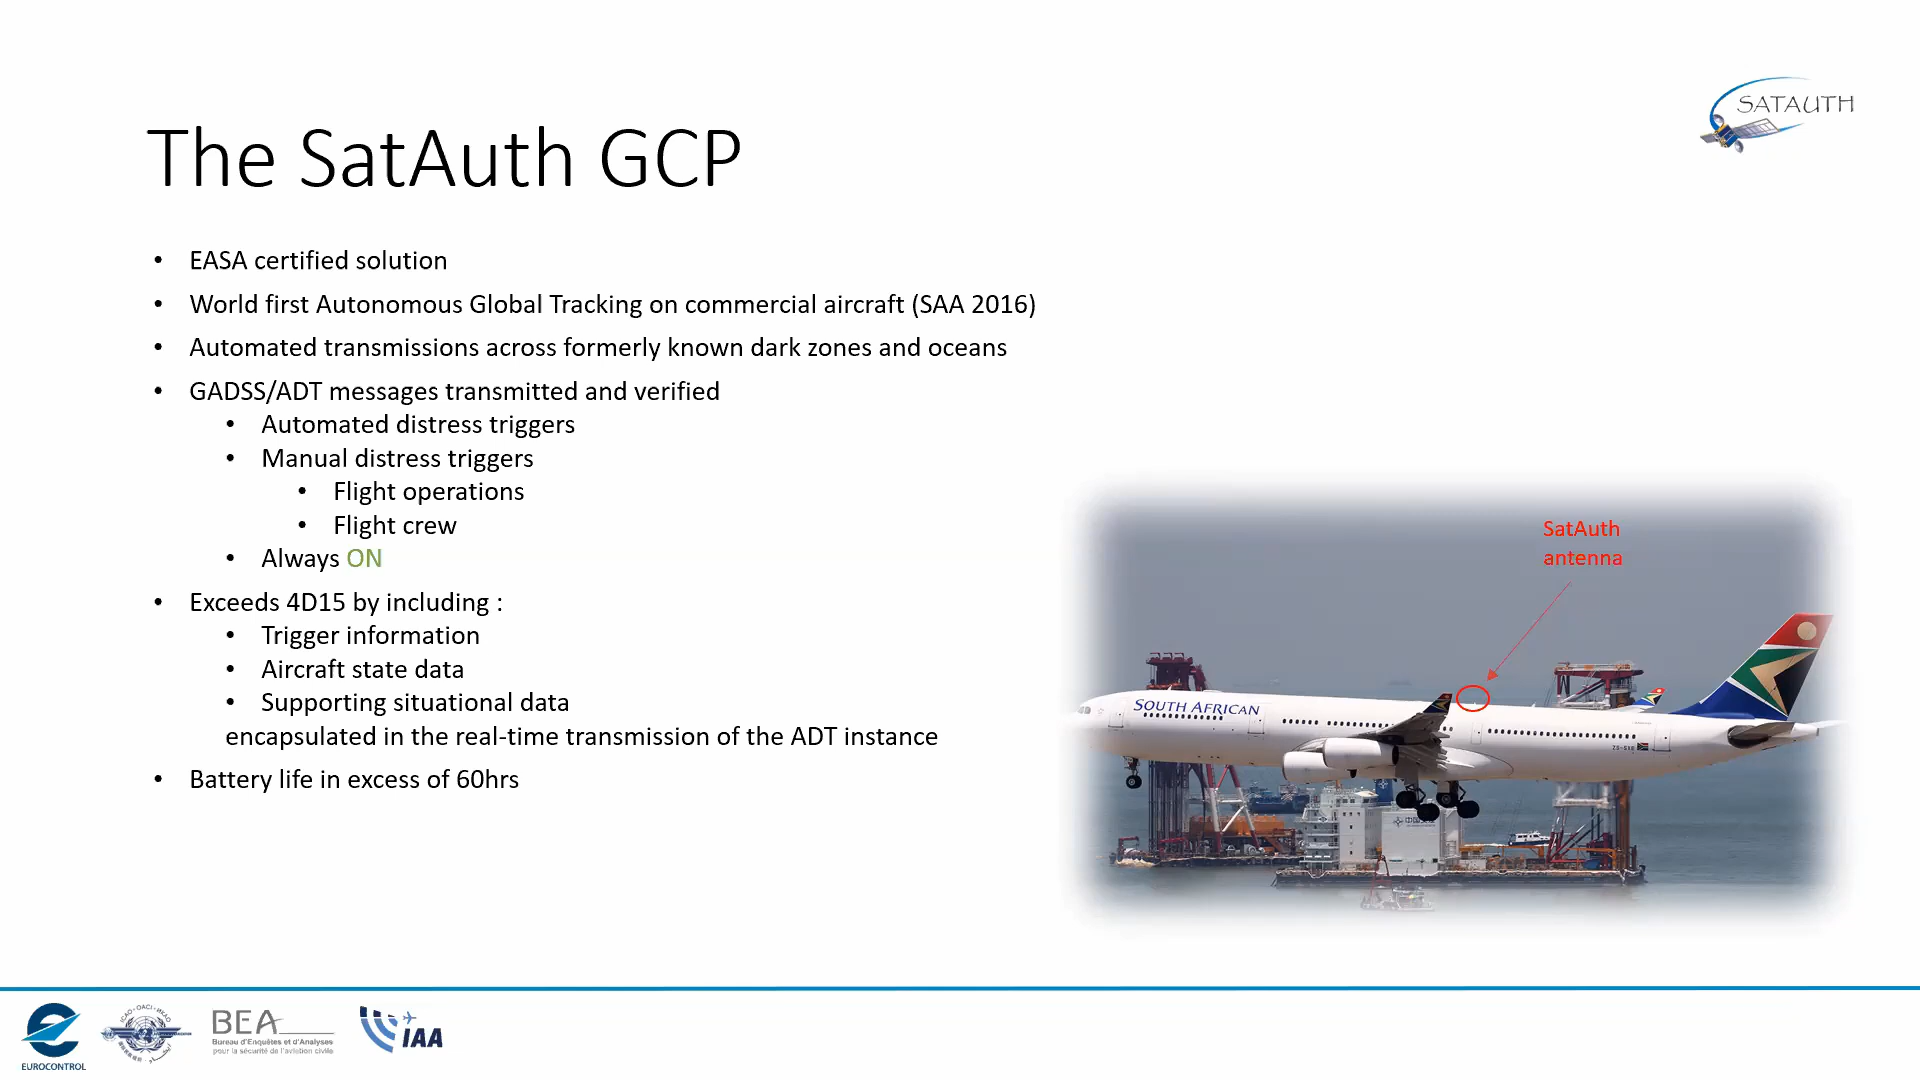 SATAUTH
The SatAuth GCP
• EASA certified solution
• World first Autonomous Global Tracking on commercial aircraft (SAA 2016)
• Automated transmissions across formerly known dark zones and oceans
• GADSS/ADT messages transmitted and verified
• Automated distress triggers
• Manual distress triggers
• Flight operations
• Flight crew
• Always ON
• Exceeds 4D15 by including :
• Trigger information
• Aircraft state data
• Supporting situational data
encapsulated in the real-time transmission of the ADT instance
• Battery life in excess of 60hrs
SatAuth
antenna
SOUTH AFRICAN
EUROCONTROL
BEA
Bureau d'Enquêtes et d'Analyses
pour la sécurité de l'aviation civile
IAA